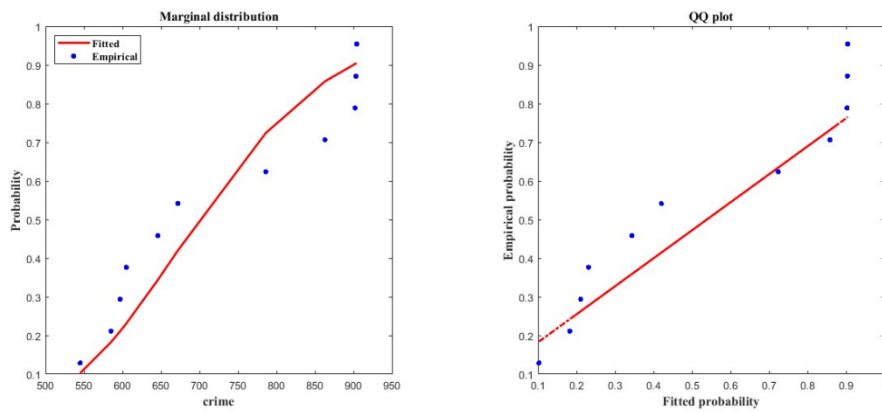 Marginal distribution
Fitted
Empirical
Probability
1
0.9
0.8
0.7
0.6
0.5
0.4
0.3
0.2
0.1
500 550 600 650 700 750 800 850 900 950
crime
QQ plot
Empirical probability
1
0.9
0.8
0.7
0.6
0.5
0.4
0.3
0.2
0.1
0.1 0.2 0.3 0.4 0.5 0.6 0.7 0.8 0.9
Fitted probability